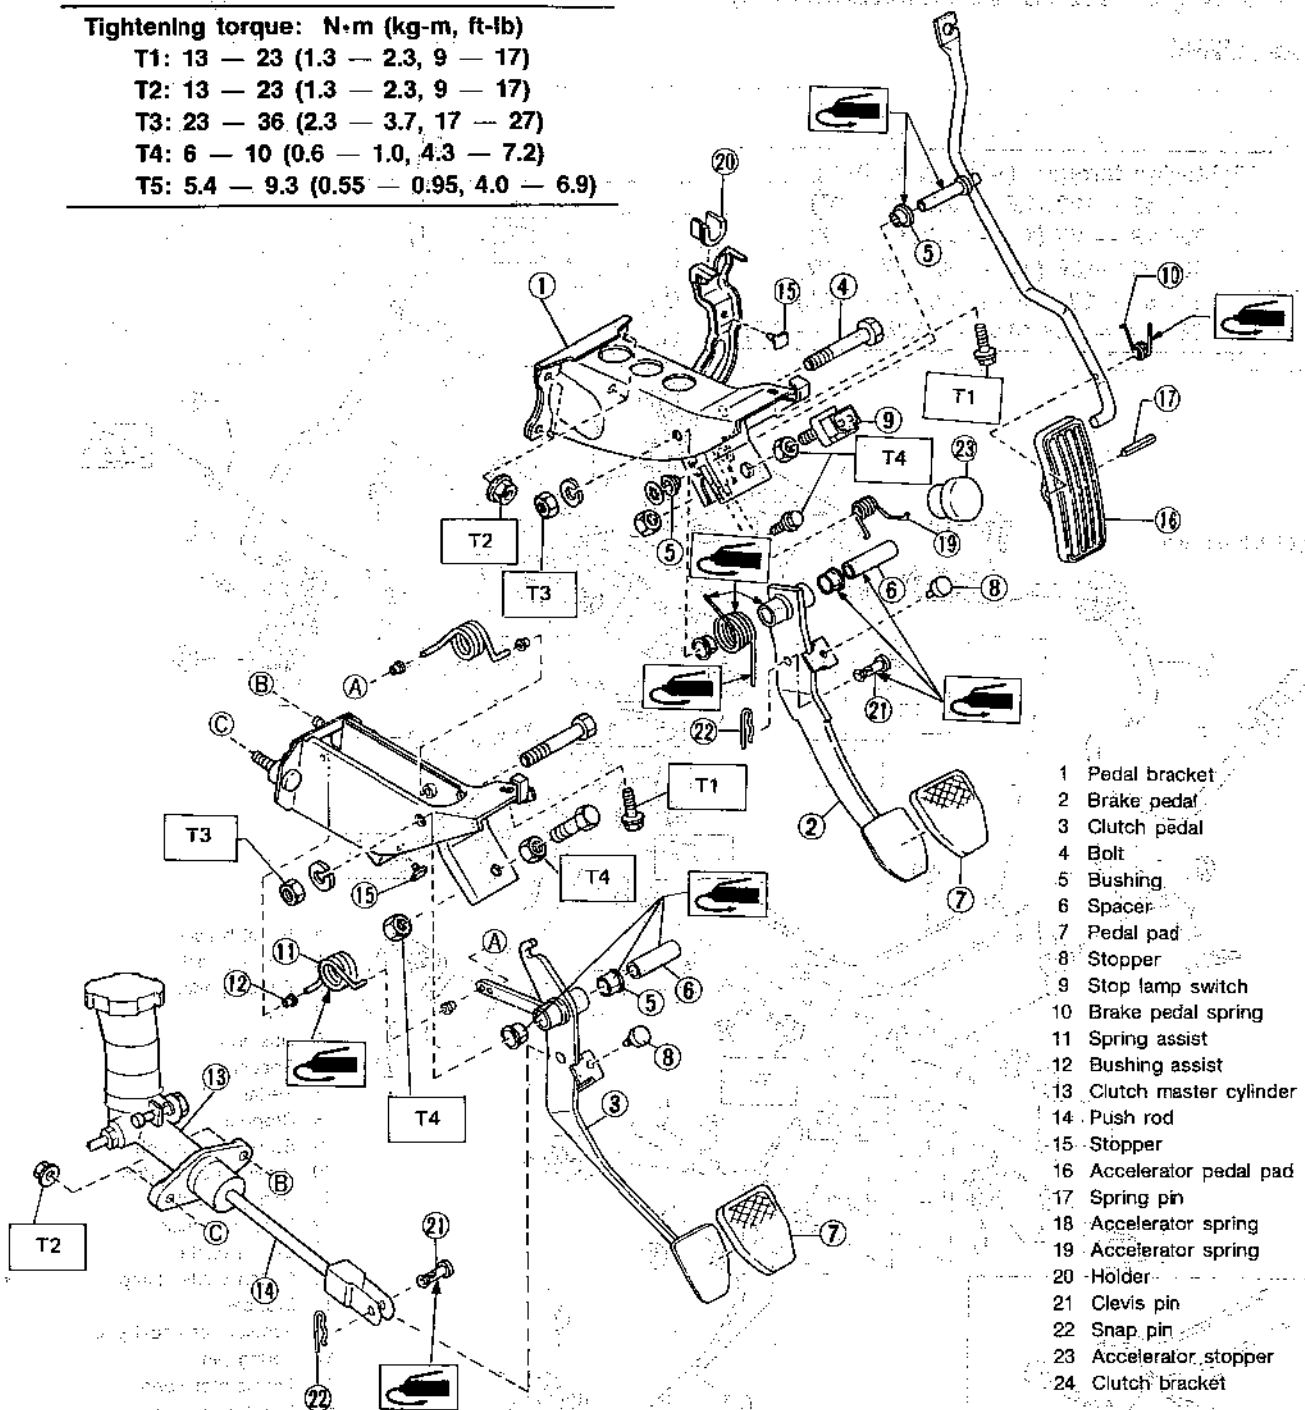 Tightening torque: N·m (kg-m, ft-lb)
T1: 13 — 23 (1.3 — 2.3, 9 — 17)
T2: 13 — 23 (1.3 — 2.3, 9 — 17)
T3: 23 — 36 (2.3 — 3.7, 17 — 27)
T4: 6 — 10 (0.6 — 1.0, 4.3 — 7.2)
T5: 5.4 — 9.3 (0.55 — 0.95, 4.0 — 6.9)
20
5
10
1
15
4
T1
17
9
T4
23
16
T2
5
19
T3
6
8
A
B
C
21
22
T1
2
T3
15
T4
7
11
A
12
5
6
13
8
T4
3
B
T2
C
21
7
14
22
1 Pedal bracket
2 Brake pedal
3 Clutch pedal
4 Bolt
5 Bushing
6 Spacer
7 Pedal pad
8 Stopper
9 Stop lamp switch
10 Brake pedal spring
11 Spring assist
12 Bushing assist
13 Clutch master cylinder
14 Push rod
15 Stopper
16 Accelerator pedal pad
17 Spring pin
18 Accelerator spring
19 Accelerator spring
20 Holder
21 Clevis pin
22 Snap pin
23 Accelerator stopper
24 Clutch bracket